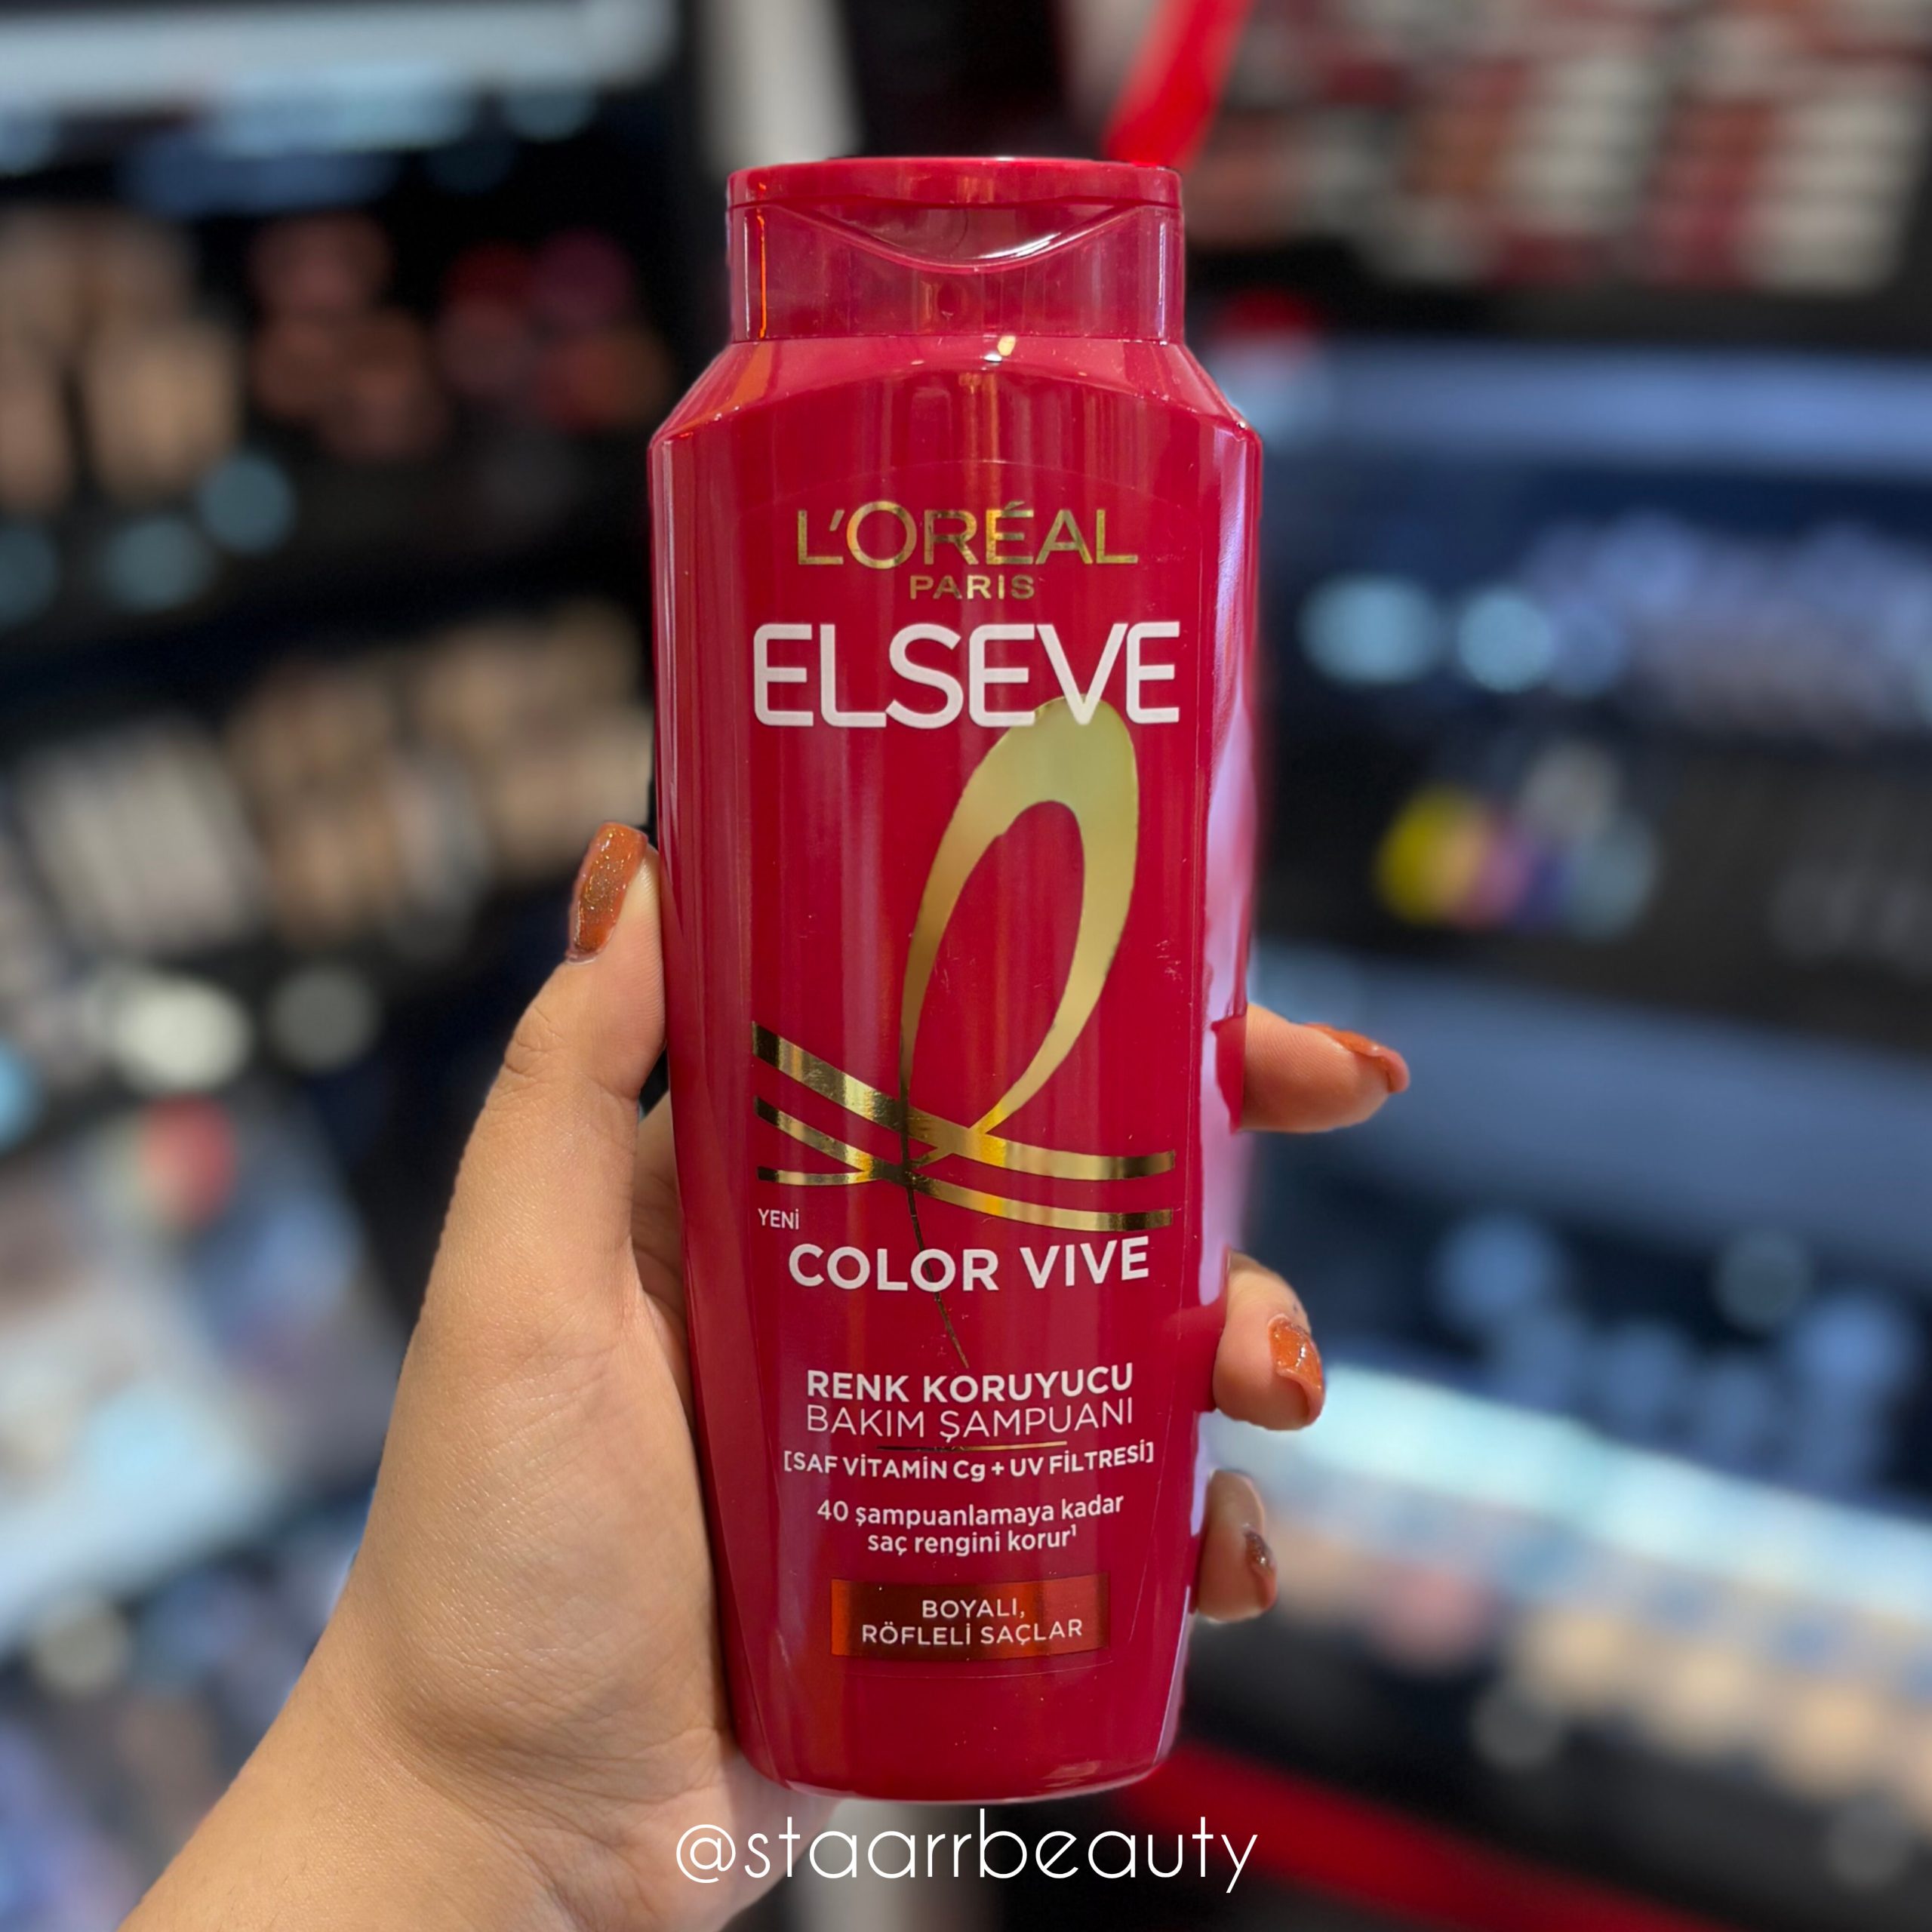 L'ORÉAL
PARIS
ELSEVE
YENİ
COLOR VIVE
RENK KORUYUCU
BAKIM ŞAMPUANI
[SAF VİTAMİN Cg + UV FİLTRESİ]
40 şampuanlamaya kadar
saç rengini korur¹
BOYALI,
RÖFLELİ SAÇLAR
@staarrbeauty